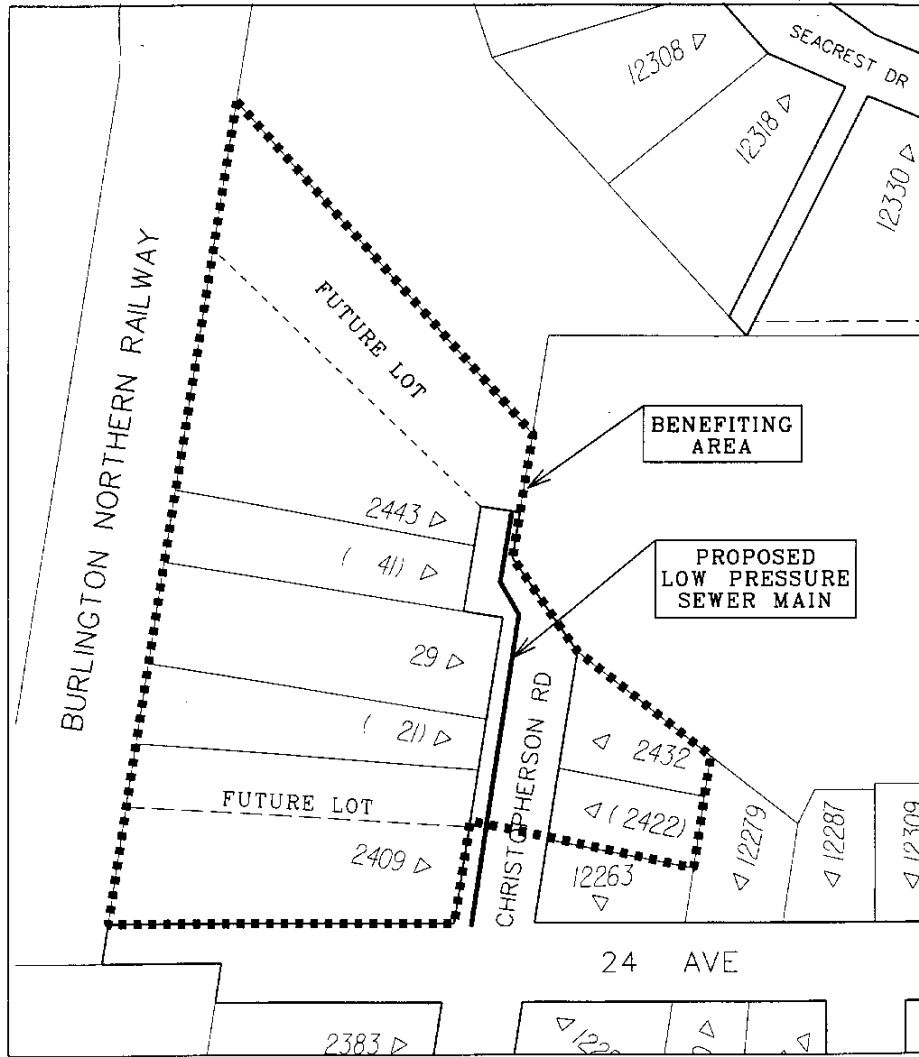 SEACREST DR
12308
12318
12330
BURLINGTON NORTHERN RAILWAY
FUTURE LOT
BENEFITING
AREA
2443
( 41)
PROPOSED
LOW PRESSURE
SEWER MAIN
29
( 21)
CHRISTOPHERSON RD
2432
(2422)
FUTURE LOT
2409
12263
12279
12287
12309
24 AVE
2383